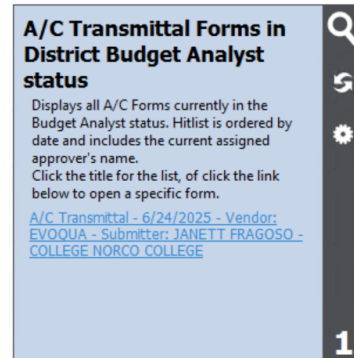 A/C Transmittal Forms in
District Budget Analyst
status
Displays all A/C Forms currently in the
Budget Analyst status. Hitlist is ordered by
date and includes the current assigned
approver's name.
Click the title for the list, of click the link
below to open a specific form.
A/C Transmittal - 6/24/2025 - Vendor:
EVOQUA - Submitter: JANETT FRAGOSO -
COLLEGE NORCO COLLEGE
1